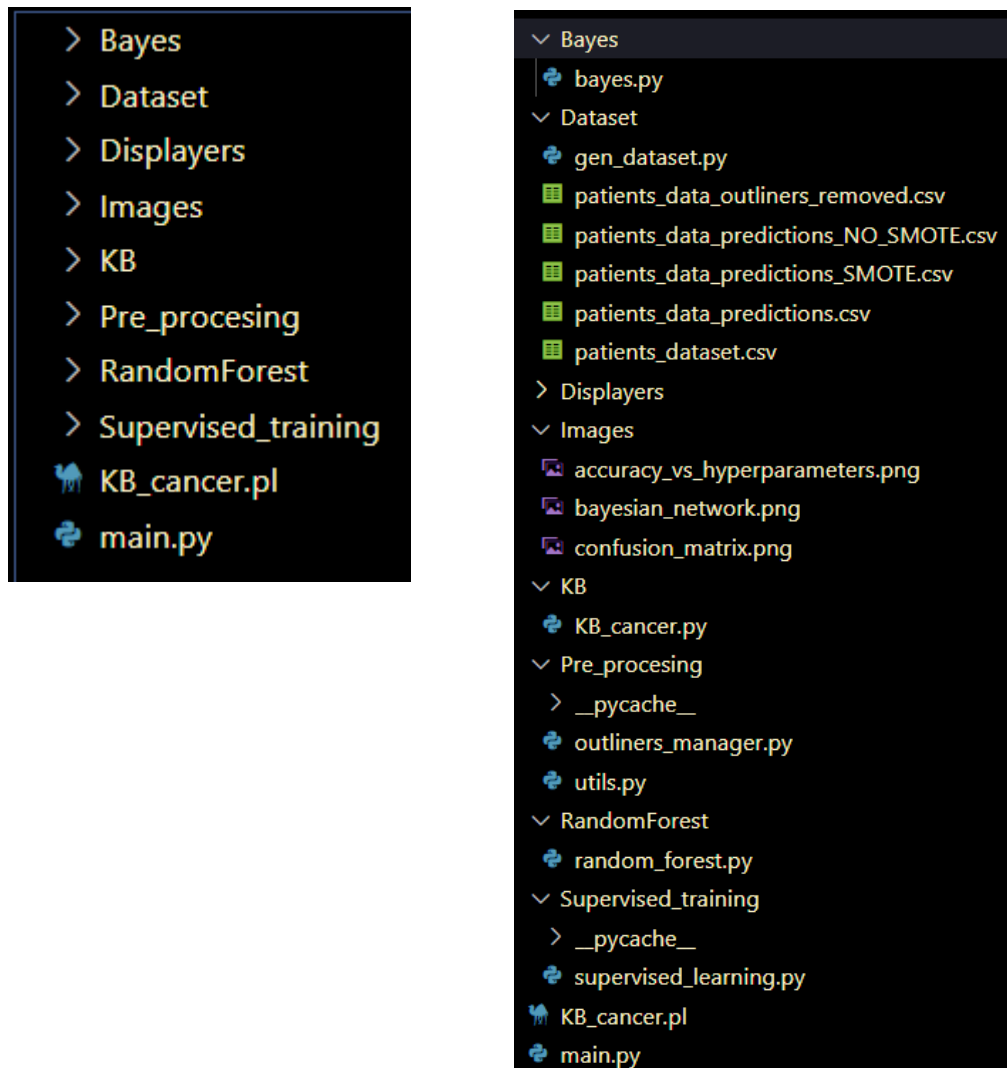 Bayes
Dataset
Displayers
Images
KB
Pre_procesing
RandomForest
Supervised_training
KB_cancer.pl
main.py
Bayes
bayes.py
Dataset
gen_dataset.py
patients_data_outliners_removed.csv
patients_data_predictions_NO_SMOTE.csv
patients_data_predictions_SMOTE.csv
patients_data_predictions.csv
patients_dataset.csv
Displayers
Images
accuracy_vs_hyperparameters.png
bayesian_network.png
confusion_matrix.png
KB
KB_cancer.py
Pre_procesing
__pycache__
outliners_manager.py
utils.py
RandomForest
random_forest.py
Supervised_training
__pycache__
supervised_learning.py
KB_cancer.pl
main.py